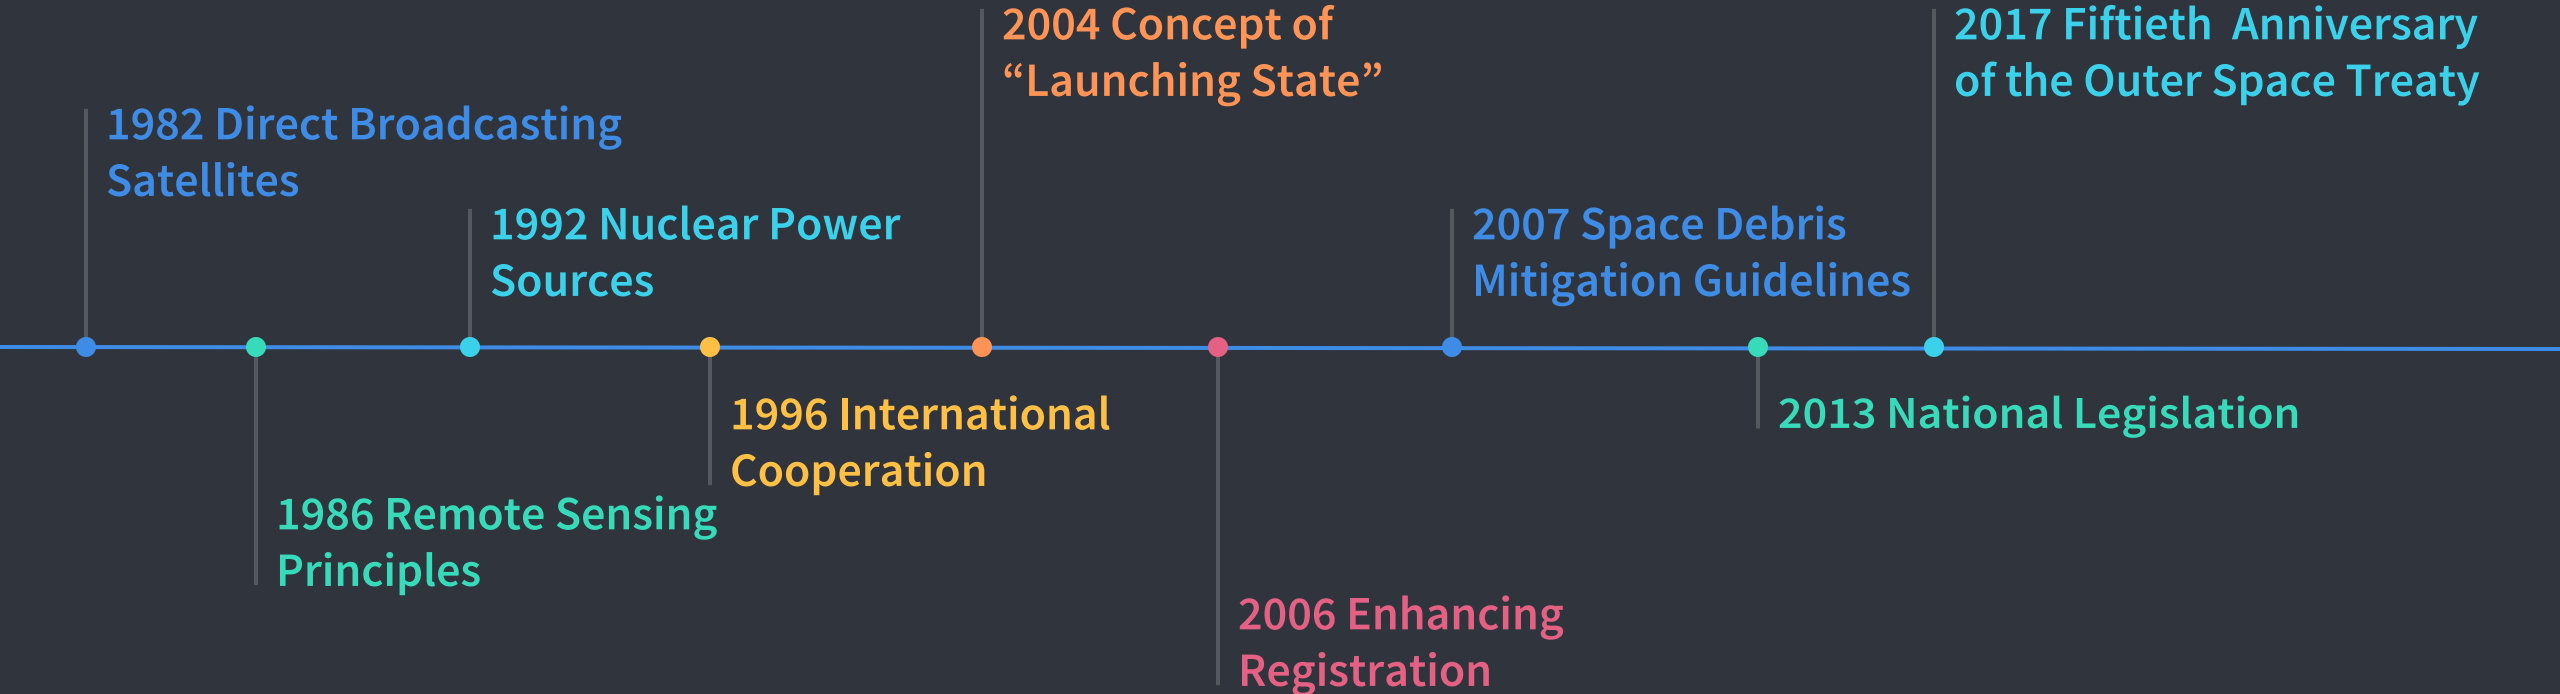 1982 Direct Broadcasting
Satellites
1986 Remote Sensing
Principles
1992 Nuclear Power
Sources
1996 International
Cooperation
2004 Concept of
“Launching State”
2006 Enhancing
Registration
2007 Space Debris
Mitigation Guidelines
2013 National Legislation
2017 Fiftieth  Anniversary
of the Outer Space Treaty